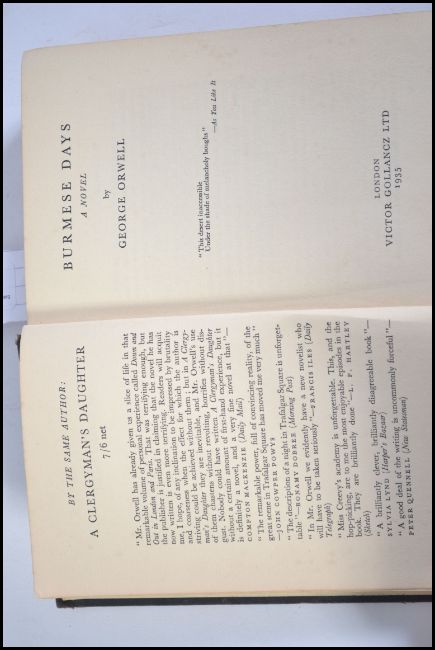 BY THE SAME AUTHOR:
A CLERGYMAN'S DAUGHTER
7/6 net
"Mr. Orwell has already given us a slice of life in that
remarkable volume of personal experience called Down and
Out in London and Paris. That was terrifying enough, but
the publisher is justified in claiming that the novel he has
now written is even more terrifying. Readers will acquit
me, I hope, of any inclination to be impressed by brutality
and coarseness when the effect for which the author is
striving could be achieved without them; but in A Clergy-
man's Daughter they are inevitable. Mr. Orwell's use
of them disarms without revolting, horrifies without dis-
gusting. Nobody could have written A Clergyman's Daughter
without a certain amount of first-hand experience, but it
is definitely a novel, and a very fine novel at that"—
COMPTON MACKENZIE (Daily Mail)
"The remarkable power, full of convincing reality, of the
great scene in Trafalgar Square has moved me very much"
—JOHN COWPER POWYS
"The description of a night in Trafalgar Square is unforget-
table"—BONAMY DOBREE (Morning Post)
"In Mr. Orwell we evidently have a new novelist who
will have to be taken seriously"—FRANCIS ILES (Daily
Telegraph)
"Miss Creevy's academy is unforgetable. This, and the
hop-picking, are to me the most enjoyable episodes in the
book. They are brilliantly done"—L. P. HARTLEY
(Sketch)
"A brilliantly clever, brilliantly disagreeable book"—
SYLVIA LYND (Harper's Bazaar)
"A good deal of the writing is uncommonly forceful"—
PETER QUENNELL (New Statesman)
BURMESE DAYS
A NOVEL
by
GEORGE ORWELL
"This desert inaccessible
Under the shade of melancholy boughs"
—As You Like It
LONDON
VICTOR GOLLANCZ LTD
1935